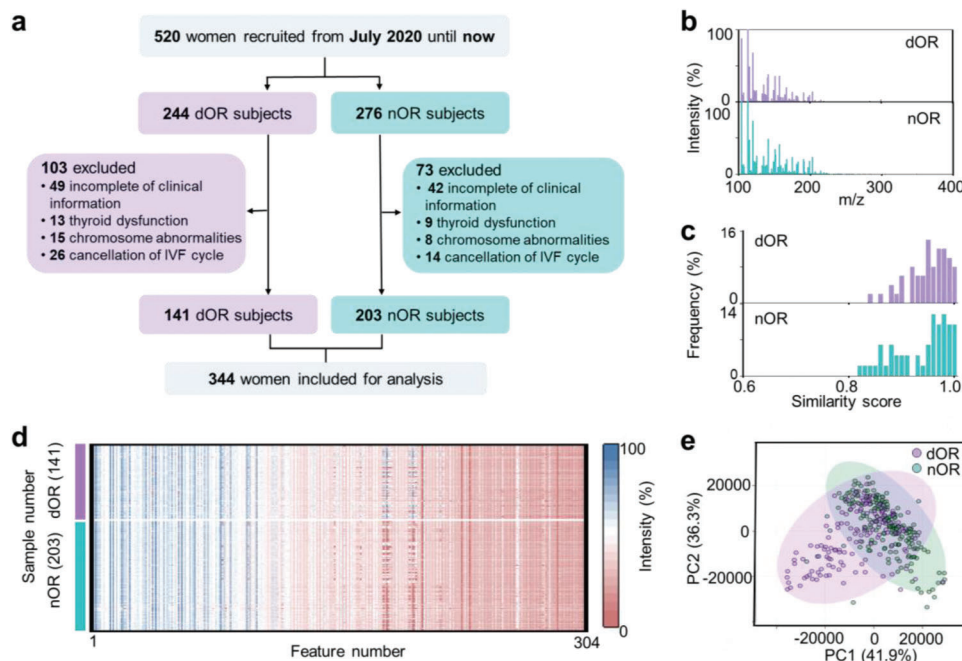 a
520 women recruited from July 2020 until now
244 dOR subjects
276 nOR subjects
103 excluded
• 49 incomplete of clinical
information
• 13 thyroid dysfunction
• 15 chromosome abnormalities
• 26 cancellation of IVF cycle
73 excluded
• 42 incomplete of clinical
information
• 9 thyroid dysfunction
• 8 chromosome abnormalities
• 14 cancellation of IVF cycle
141 dOR subjects
203 nOR subjects
344 women included for analysis
b
Intensity (%)
100
dOR
0
100
nOR
0
100
200
300
400
m/z
c
Frequency (%)
16
dOR
0
14
nOR
0
0.6
0.8
1.0
Similarity score
d
Sample number
dOR (141)
nOR (203)
1
304
Feature number
100
0
Intensity (%)
e
dOR
nOR
20000
0
-20000
PC2 (36.3%)
-20000
0
20000
PC1 (41.9%)